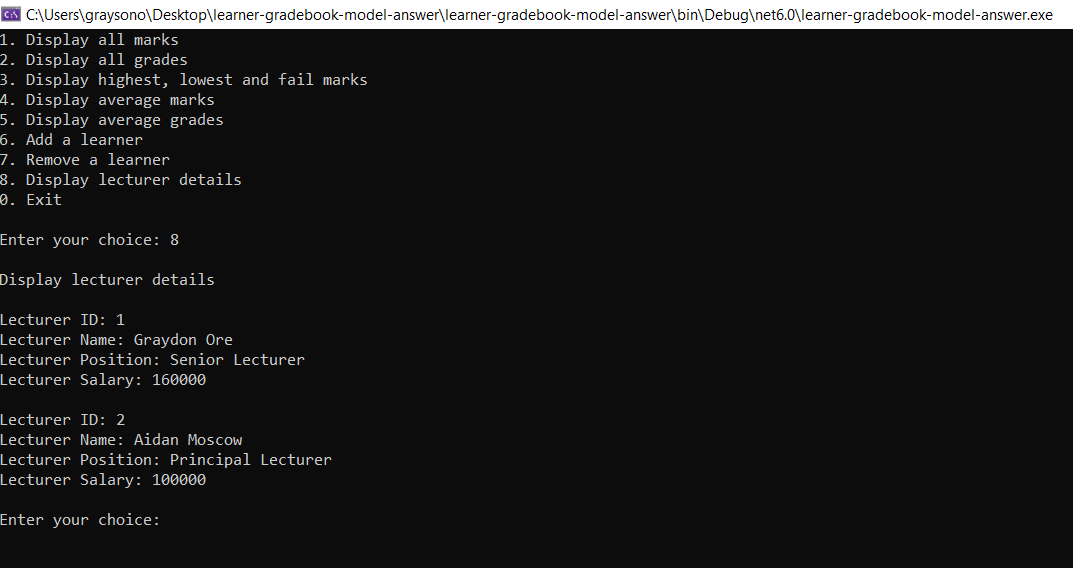 C:\Users\graysono\Desktop\learner-gradebook-model-answer\learner-gradebook-model-answer\bin\Debug\net6.0\learner-gradebook-model-answer.exe
1. Display all marks
2. Display all grades
3. Display highest, lowest and fail marks
4. Display average marks
5. Display average grades
6. Add a learner
7. Remove a learner
8. Display lecturer details
0. Exit
Enter your choice: 8
Display lecturer details
Lecturer ID: 1
Lecturer Name: Graydon Ore
Lecturer Position: Senior Lecturer
Lecturer Salary: 160000
Lecturer ID: 2
Lecturer Name: Aidan Moscow
Lecturer Position: Principal Lecturer
Lecturer Salary: 100000
Enter your choice: